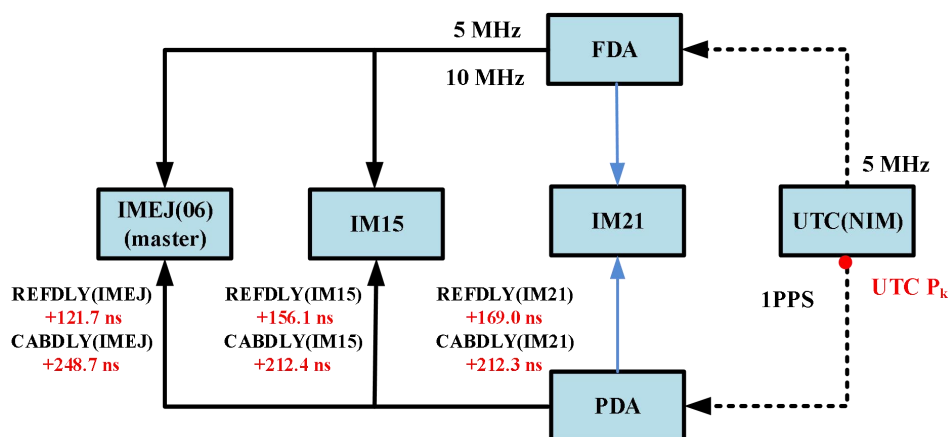 5 MHz
FDA
10 MHz
5 MHz
IMEJ(06)
(master)
IM15
IM21
UTC(NIM)
REFDLY(IMEJ)
+121.7 ns
CABDLY(IMEJ)
+248.7 ns
REFDLY(IM15)
+156.1 ns
CABDLY(IM15)
+212.4 ns
REFDLY(IM21)
+169.0 ns
CABDLY(IM21)
+212.3 ns
1PPS
UTC Pk
PDA